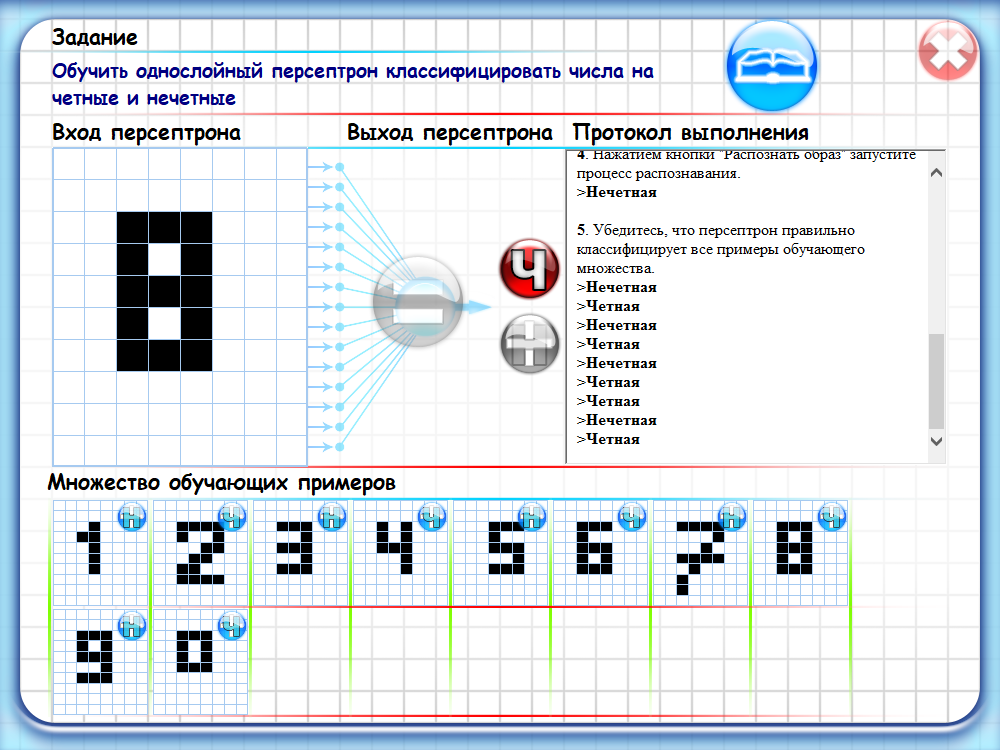 Задание
Обучить однослойный персептрон классифицировать числа на
четные и нечетные
Вход персептрона
Выход персептрона
Протокол выполнения
4. Нажатием кнопки "Распознать образ" запустите
процесс распознавания.
>Нечетная
5. Убедитесь, что персептрон правильно
классифицирует все примеры обучающего
множества.
>Нечетная
>Четная
>Нечетная
>Четная
>Нечетная
>Четная
>Четная
>Нечетная
>Четная
8
Ч
Н
Множество обучающих примеров
1 Н
2 Ч
3 Н
4 Ч
5 Н
6 Ч
7 Н
8 Ч
9 Н
0 Ч